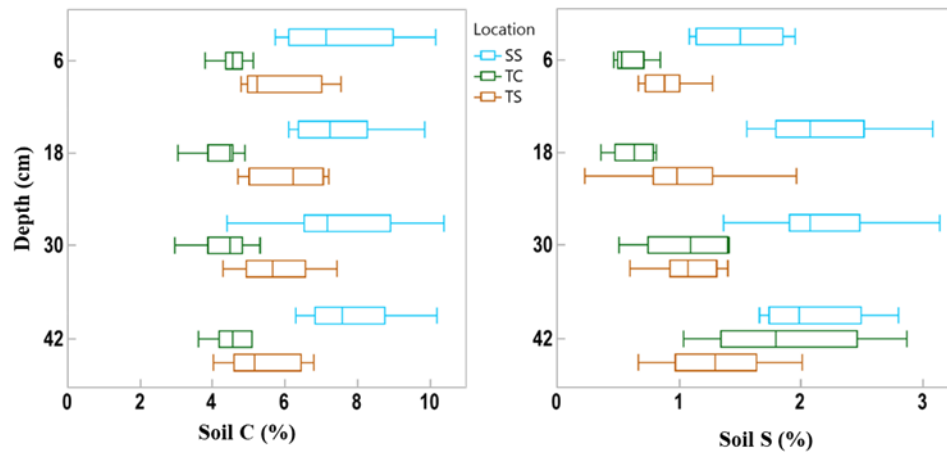 Location
SS
TC
TS
Depth (cm)
6
18
30
42
0 2 4 6 8 10
Soil C (%)
6
18
30
42
0 1 2 3
Soil S (%)